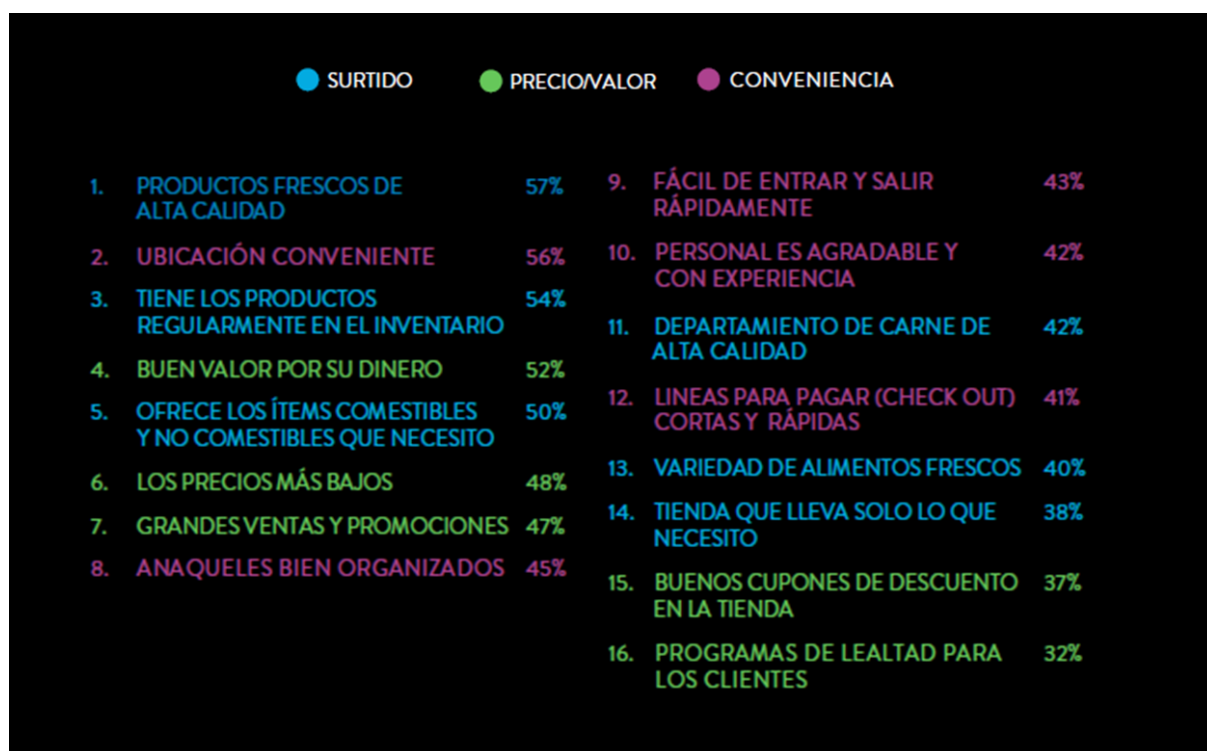 SURTIDO PRECIO/VALOR CONVENIENCIA
1. PRODUCTOS FRESCOS DE 57%
ALTA CALIDAD
2. UBICACIÓN CONVENIENTE 56%
3. TIENE LOS PRODUCTOS 54%
REGULARMENTE EN EL INVENTARIO
4. BUEN VALOR POR SU DINERO 52%
5. OFRECE LOS ÍTEMS COMESTIBLES 50%
Y NO COMESTIBLES QUE NECESITO
6. LOS PRECIOS MÁS BAJOS 48%
7. GRANDES VENTAS Y PROMOCIONES 47%
8. ANAQUELES BIEN ORGANIZADOS 45%
9. FÁCIL DE ENTRAR Y SALIR 43%
RÁPIDAMENTE
10. PERSONAL ES AGRADABLE Y 42%
CON EXPERIENCIA
11. DEPARTAMIENTO DE CARNE DE 42%
ALTA CALIDAD
12. LINEAS PARA PAGAR (CHECK OUT) 41%
CORTAS Y RÁPIDAS
13. VARIEDAD DE ALIMENTOS FRESCOS 40%
14. TIENDA QUE LLEVA SOLO LO QUE 38%
NECESITO
15. BUENOS CUPONES DE DESCUENTO 37%
EN LA TIENDA
16. PROGRAMAS DE LEALTAD PARA 32%
LOS CLIENTES